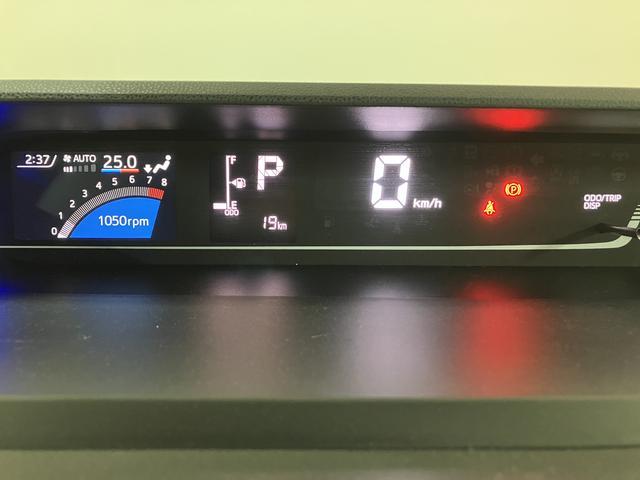 2:37
AUTO 25.0
0 1 2 3 4 5 6 7 8
1050rpm
F
E
P
ODO
19km
0 km/h
(P)
ODO/TRIP
DISP